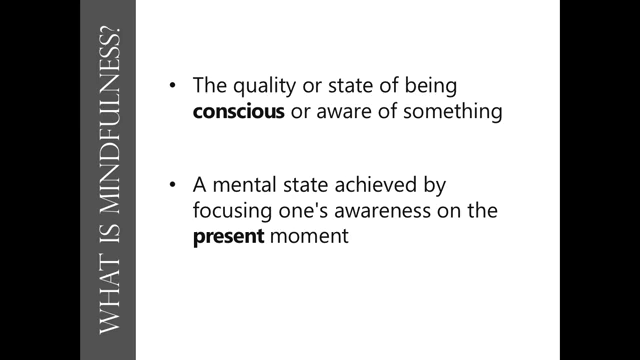 WHAT IS MINDFULNESS?
• The quality or state of being
conscious or aware of something
• A mental state achieved by
focusing one's awareness on the
present moment